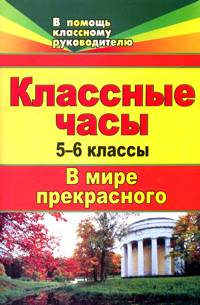 В помощь
классному
руководителю
Классные
часы
5-6 классы
В мире
прекрасного